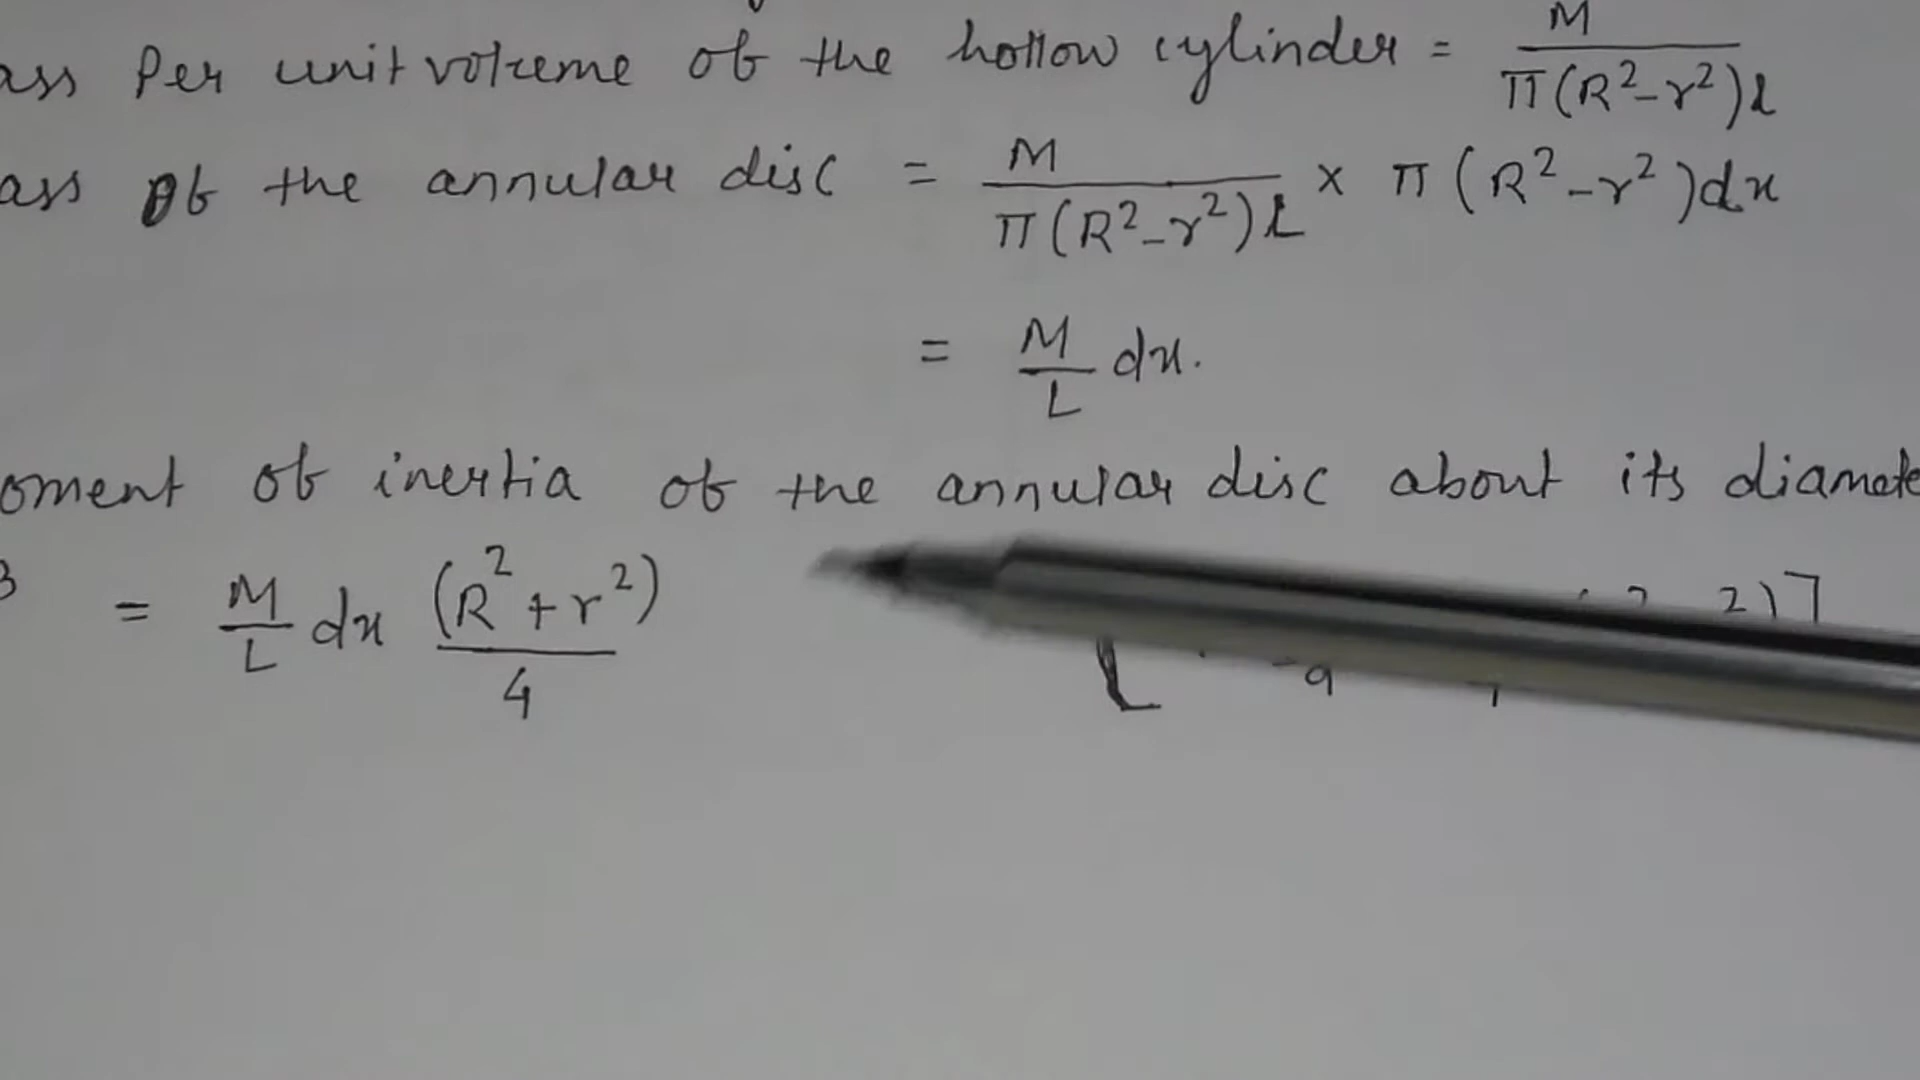 ass Per unit volume of the hollow cylinder = M / π(R²-r²)l
ass of the annular disc = M / π(R²-r²)L × π(R²-r²)dx
= M/L dx.
oment of inertia of the annular disc about its diamete
= M/L dx (R²+r²)/4